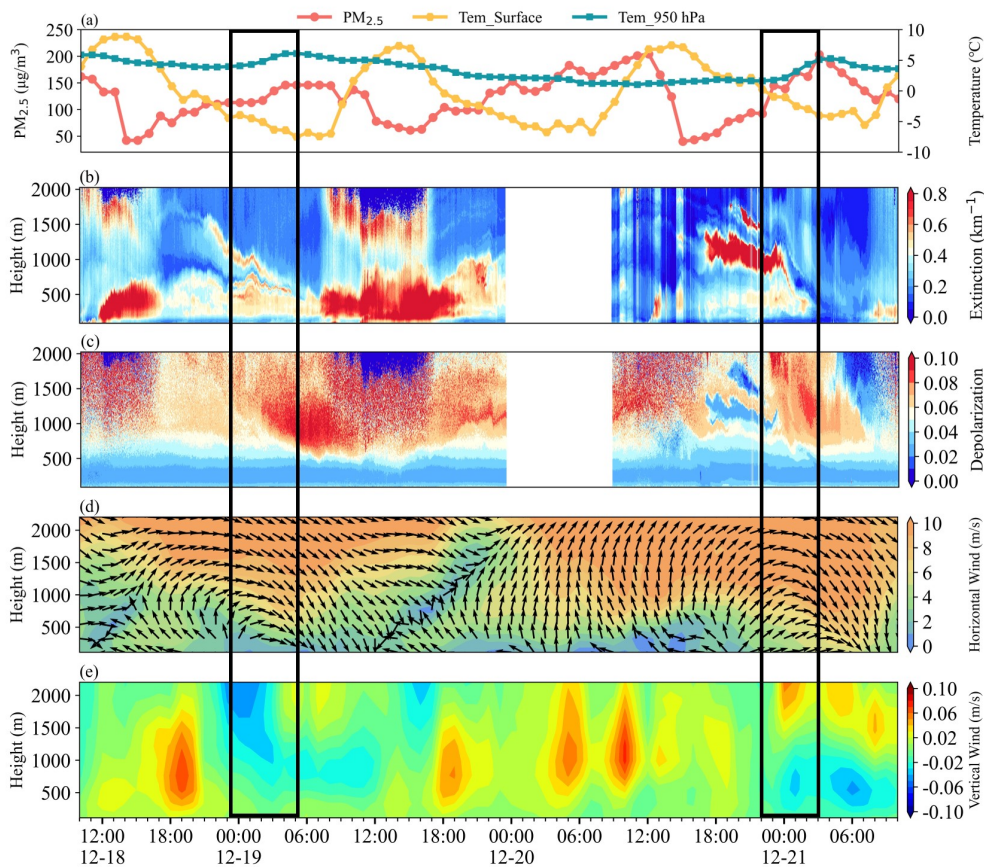 PM2.5 Tem_Surface Tem_950 hPa
(a)
250
200
150
100
50
PM2.5 (μg/m³)
10
5
0
-5
-10
Temperature (°C)
(b)
2000
1500
1000
500
Height (m)
0.8
0.6
0.4
0.2
0.0
Extinction (km⁻¹)
(c)
2000
1500
1000
500
Height (m)
0.10
0.08
0.06
0.04
0.02
0.00
Depolarization
(d)
2000
1500
1000
500
Height (m)
10
8
6
4
2
0
Horizontal Wind (m/s)
(e)
2000
1500
1000
500
Height (m)
0.10
0.06
0.02
-0.02
-0.06
-0.10
Vertical Wind (m/s)
12:00 18:00 00:00 06:00 12:00 18:00 00:00 06:00 12:00 18:00 00:00 06:00
12-18 12-19 12-20 12-21